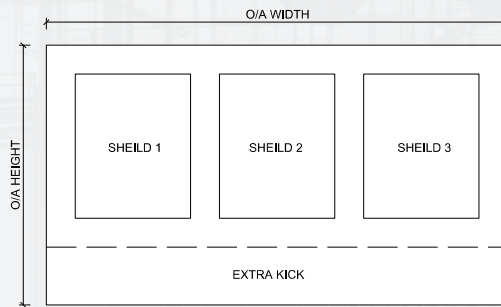 O/A WIDTH
O/A HEIGHT
SHEILD 1
SHEILD 2
SHEILD 3
EXTRA KICK